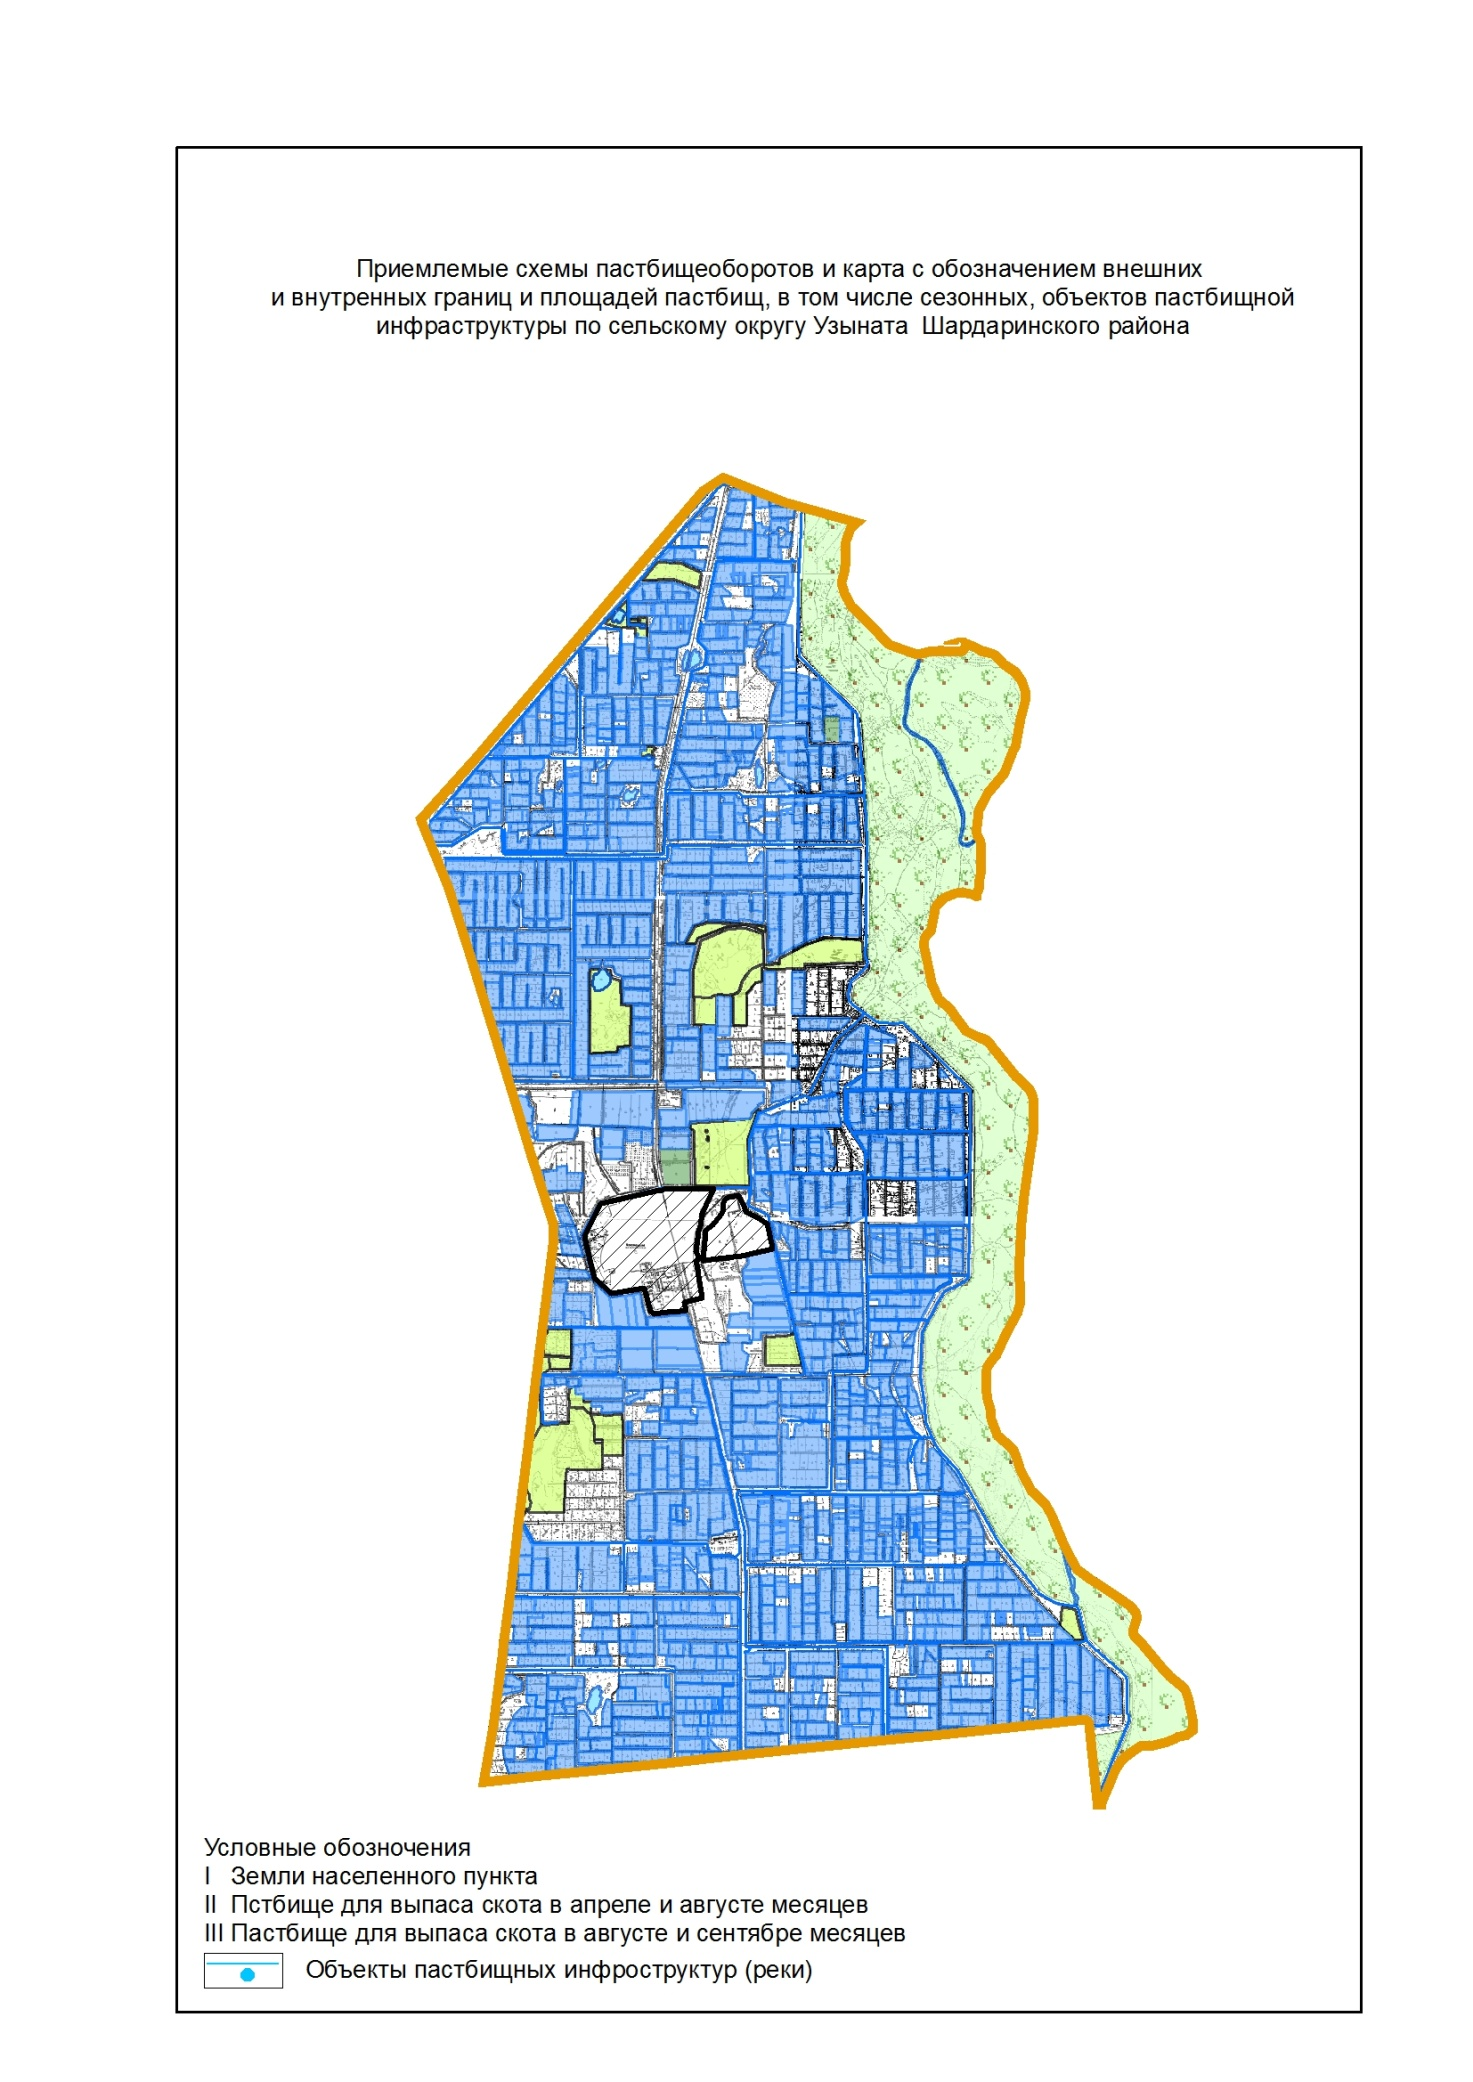 Приемлемые схемы пастбищеоборотов и карта с обозначением внешних
и внутренных границ и площадей пастбищ, в том числе сезонных, объектов пастбищной
инфраструктуры по сельскому округу Узыната Шардаринского района
Условные обозночения
I Земли населенного пункта
II Пстбище для выпаса скота в апреле и августе месяцев
III Пастбище для выпаса скота в августе и сентябре месяцев
Объекты пастбищных инфроструктур (реки)